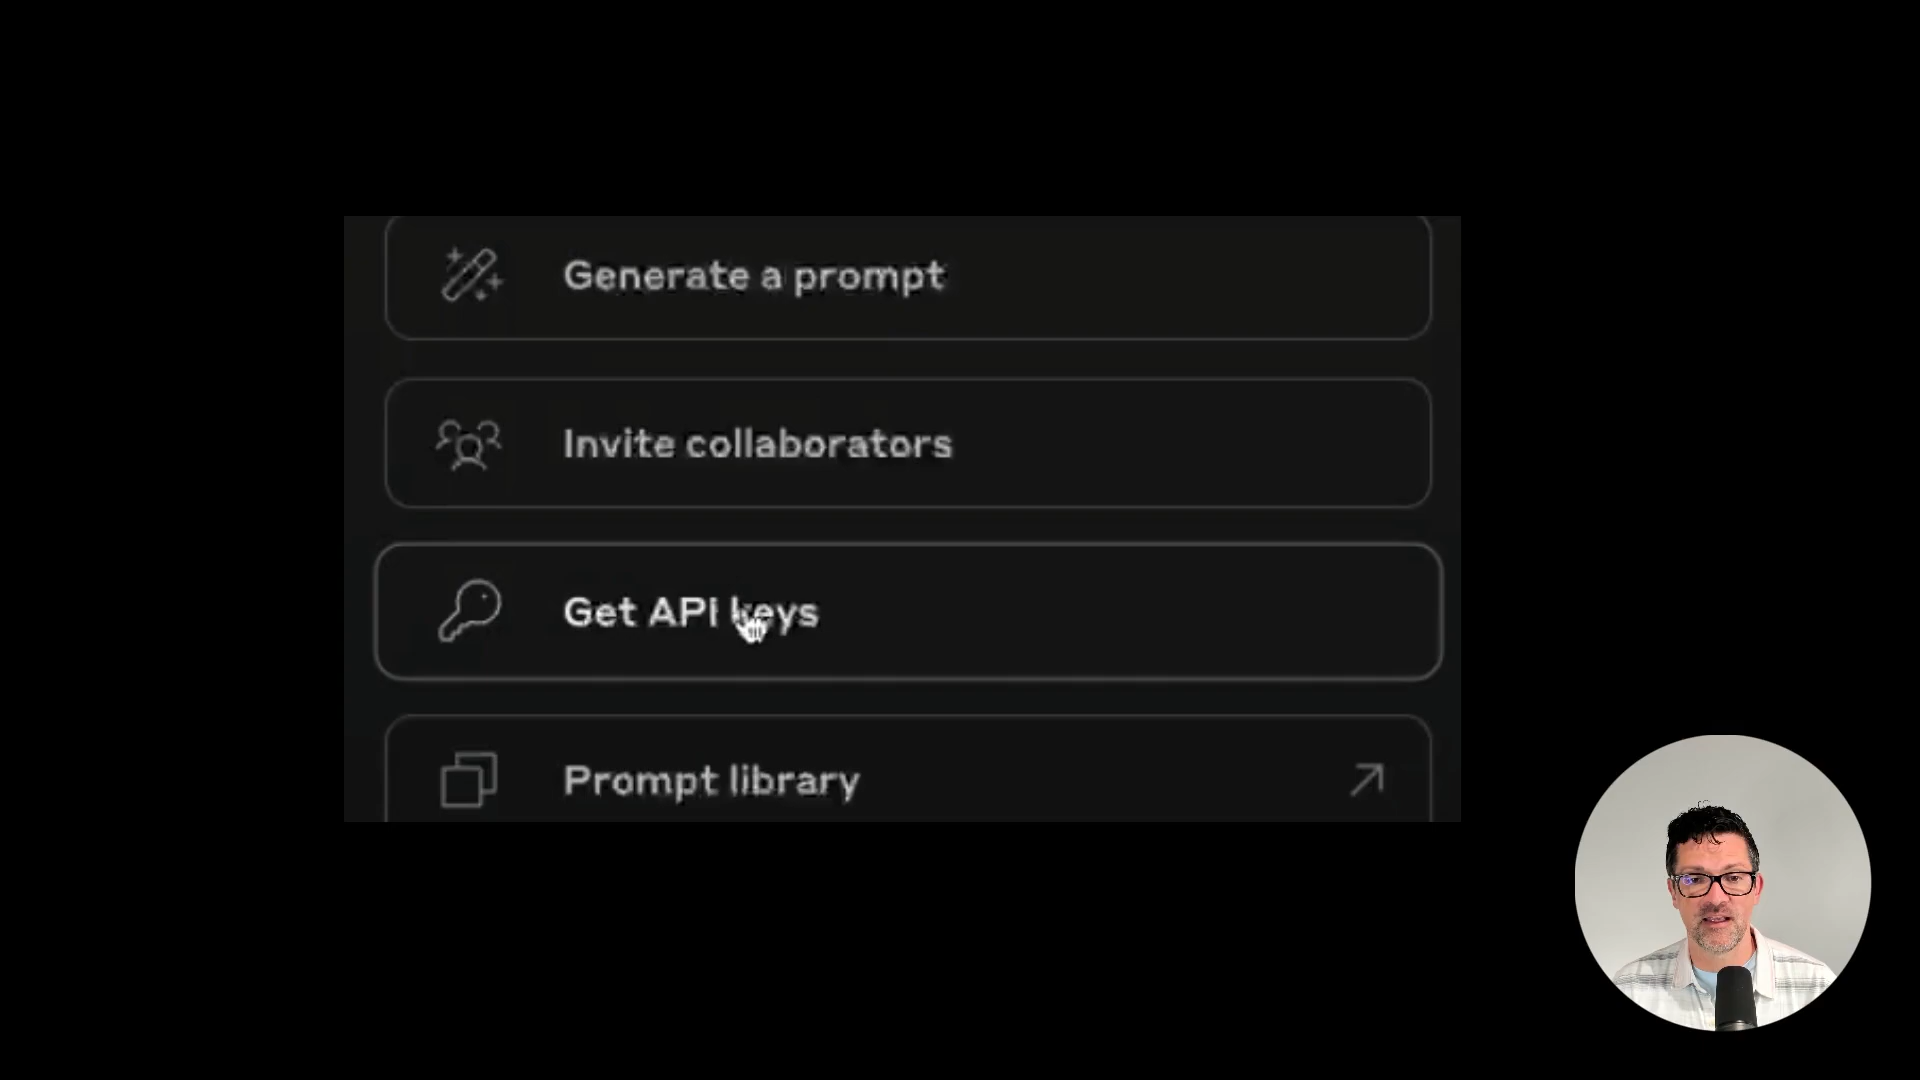 Generate a prompt
Invite collaborators
Get API keys
Prompt library